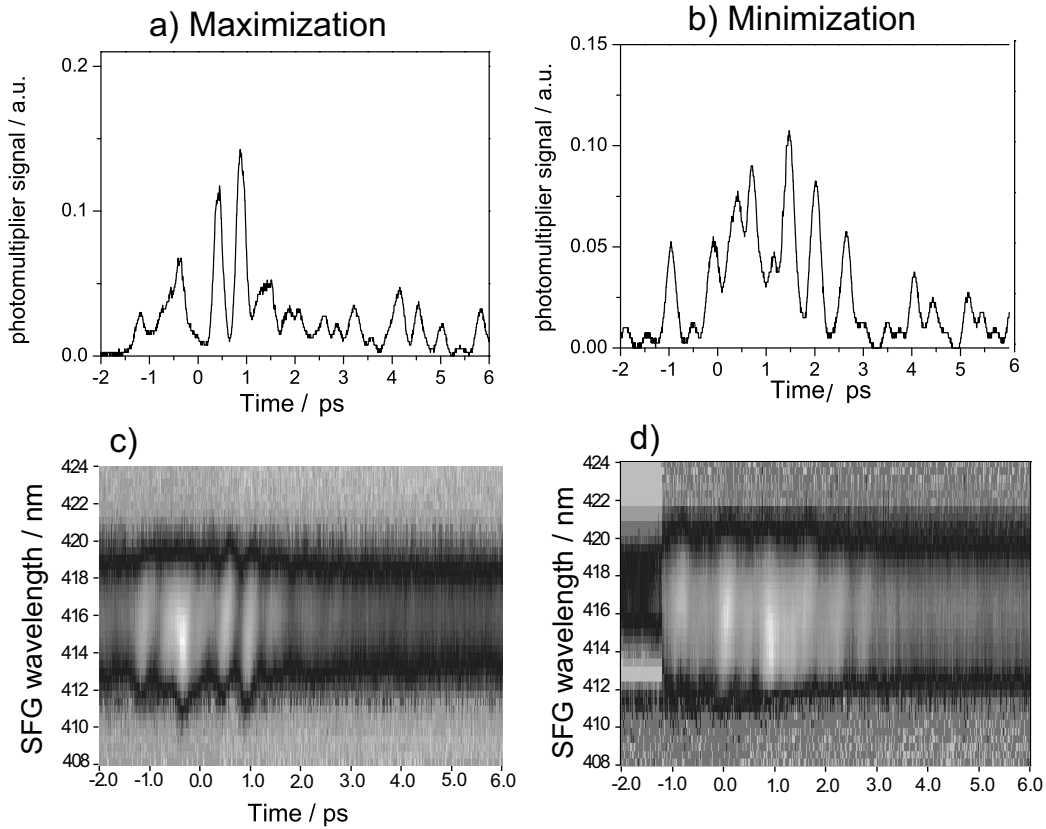 a) Maximization
b) Minimization
photomultiplier signal / a.u.
0.2
0.1
0.0
-2 -1 0 1 2 3 4 5 6
Time / ps
photomultiplier signal / a.u.
0.15
0.10
0.05
0.00
-2 -1 0 1 2 3 4 5 6
Time/ ps
c)
SFG wavelength / nm
424
422
420
418
416
414
412
410
408
-2.0 -1.0 0.0 1.0 2.0 3.0 4.0 5.0 6.0
Time / ps
d)
SFG wavelength / nm
424
422
420
418
416
414
412
410
408
-2.0 -1.0 0.0 1.0 2.0 3.0 4.0 5.0 6.0